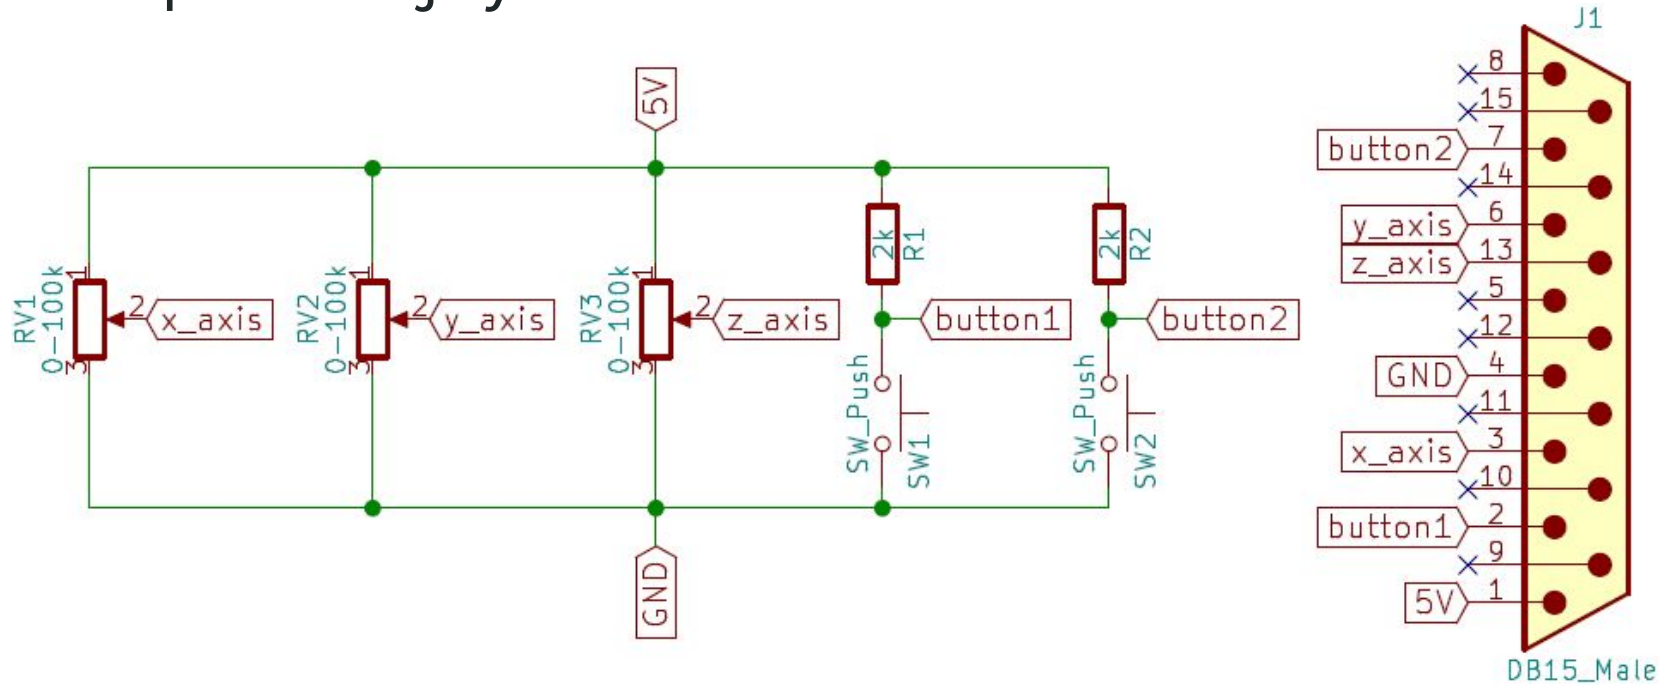 J1
5V
RV1
0-100k
1
2
3
x_axis
RV2
0-100k
1
2
3
y_axis
RV3
0-100k
1
2
3
z_axis
2k
R1
button1
SW_Push
SW1
2k
R2
button2
SW_Push
SW2
GND
8
15
button2 7
14
y_axis 6
z_axis 13
5
12
GND 4
11
x_axis 3
10
button1 2
9
5V 1
DB15_Male